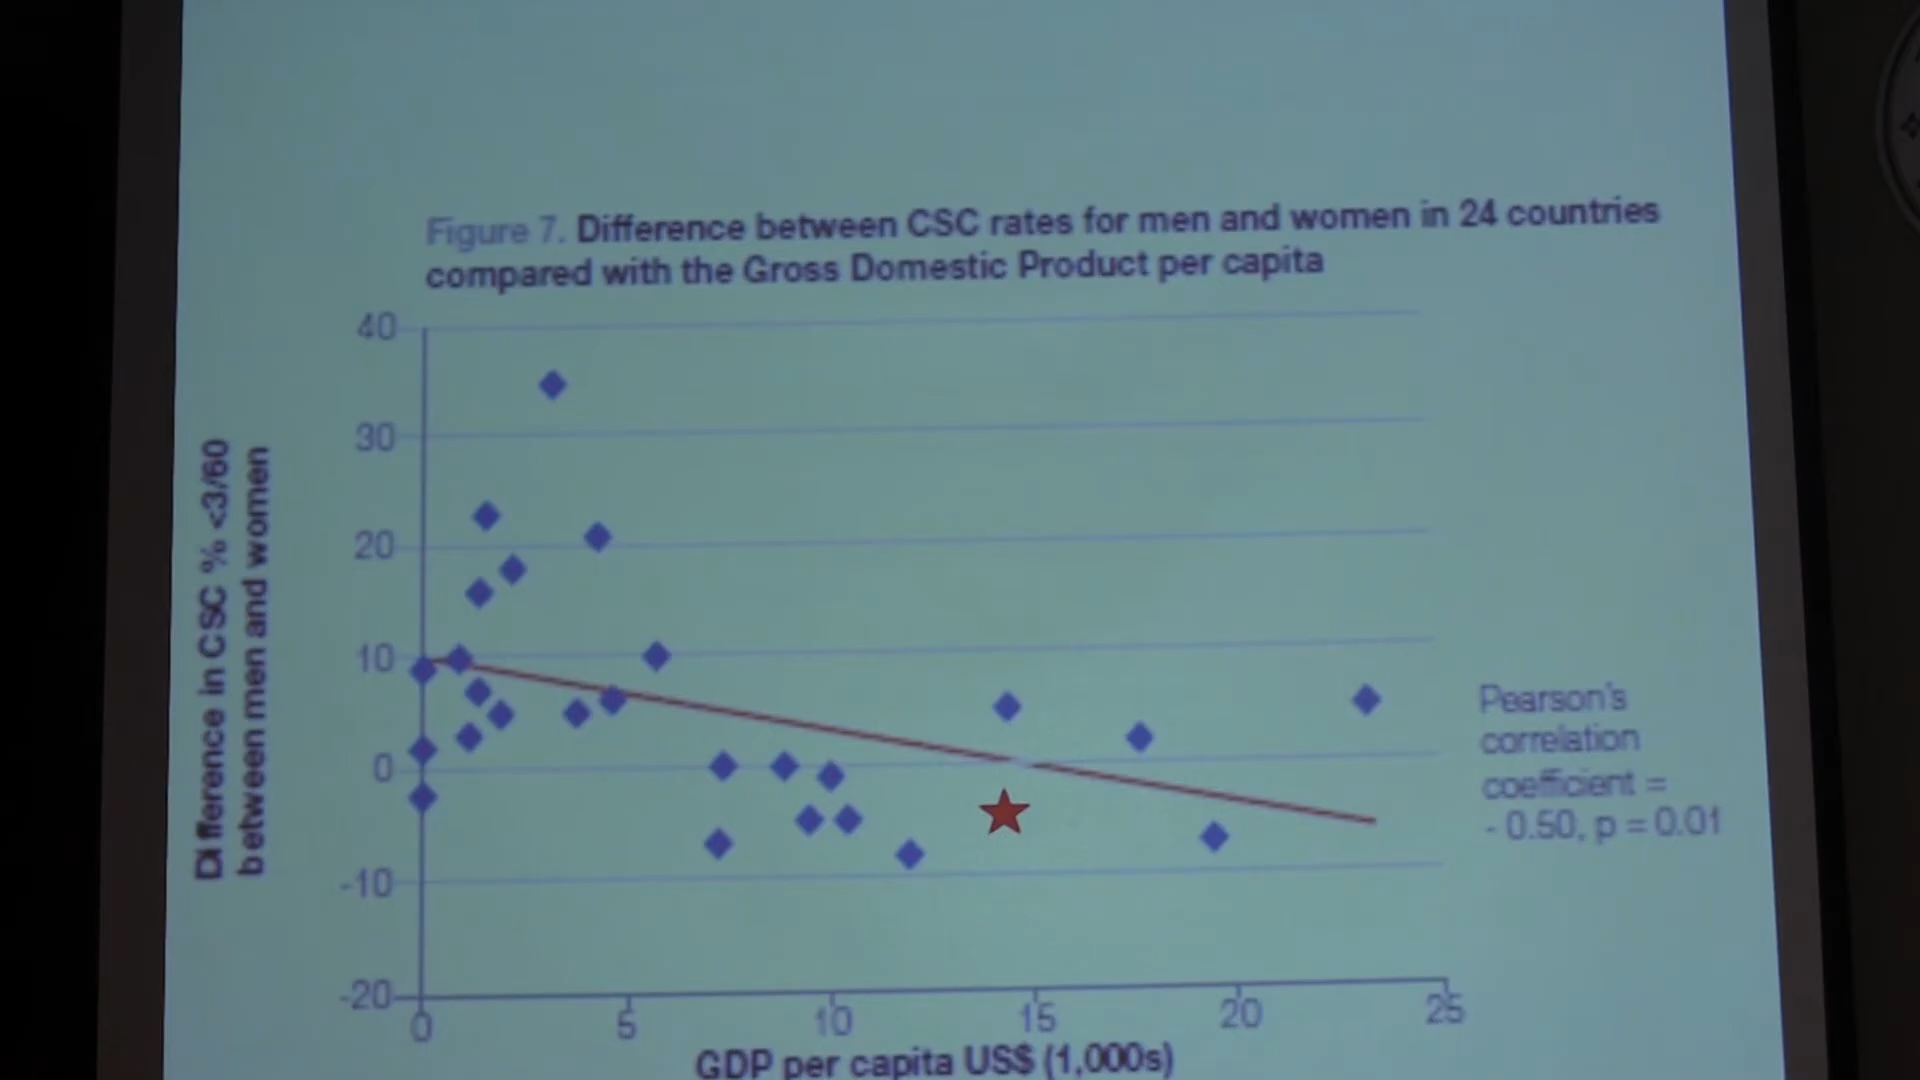 Figure 7. Difference between CSC rates for men and women in 24 countries
compared with the Gross Domestic Product per capita
40
30
20
10
0
-10
-20
Difference in CSC % <3/60
between men and women
0 5 10 15 20 25
GDP per capita US$ (1,000s)
Pearson's
correlation
coefficient =
- 0.50, p = 0.01